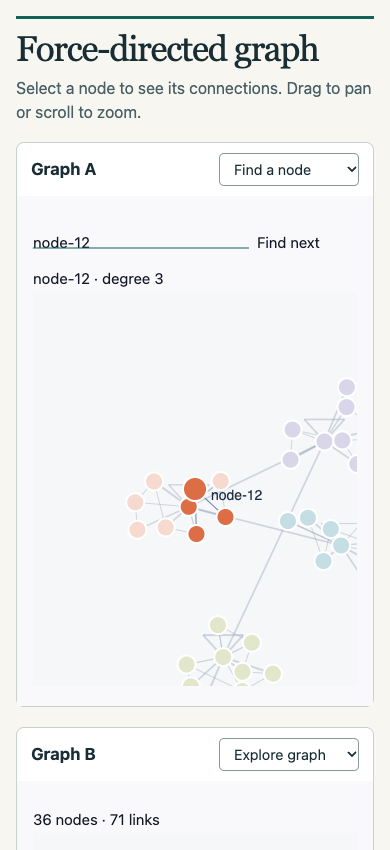 Force-directed graph
Select a node to see its connections. Drag to pan
or scroll to zoom.
Graph A
Find a node
node-12
Find next
node-12 · degree 3
node-12
Graph B
Explore graph
36 nodes · 71 links